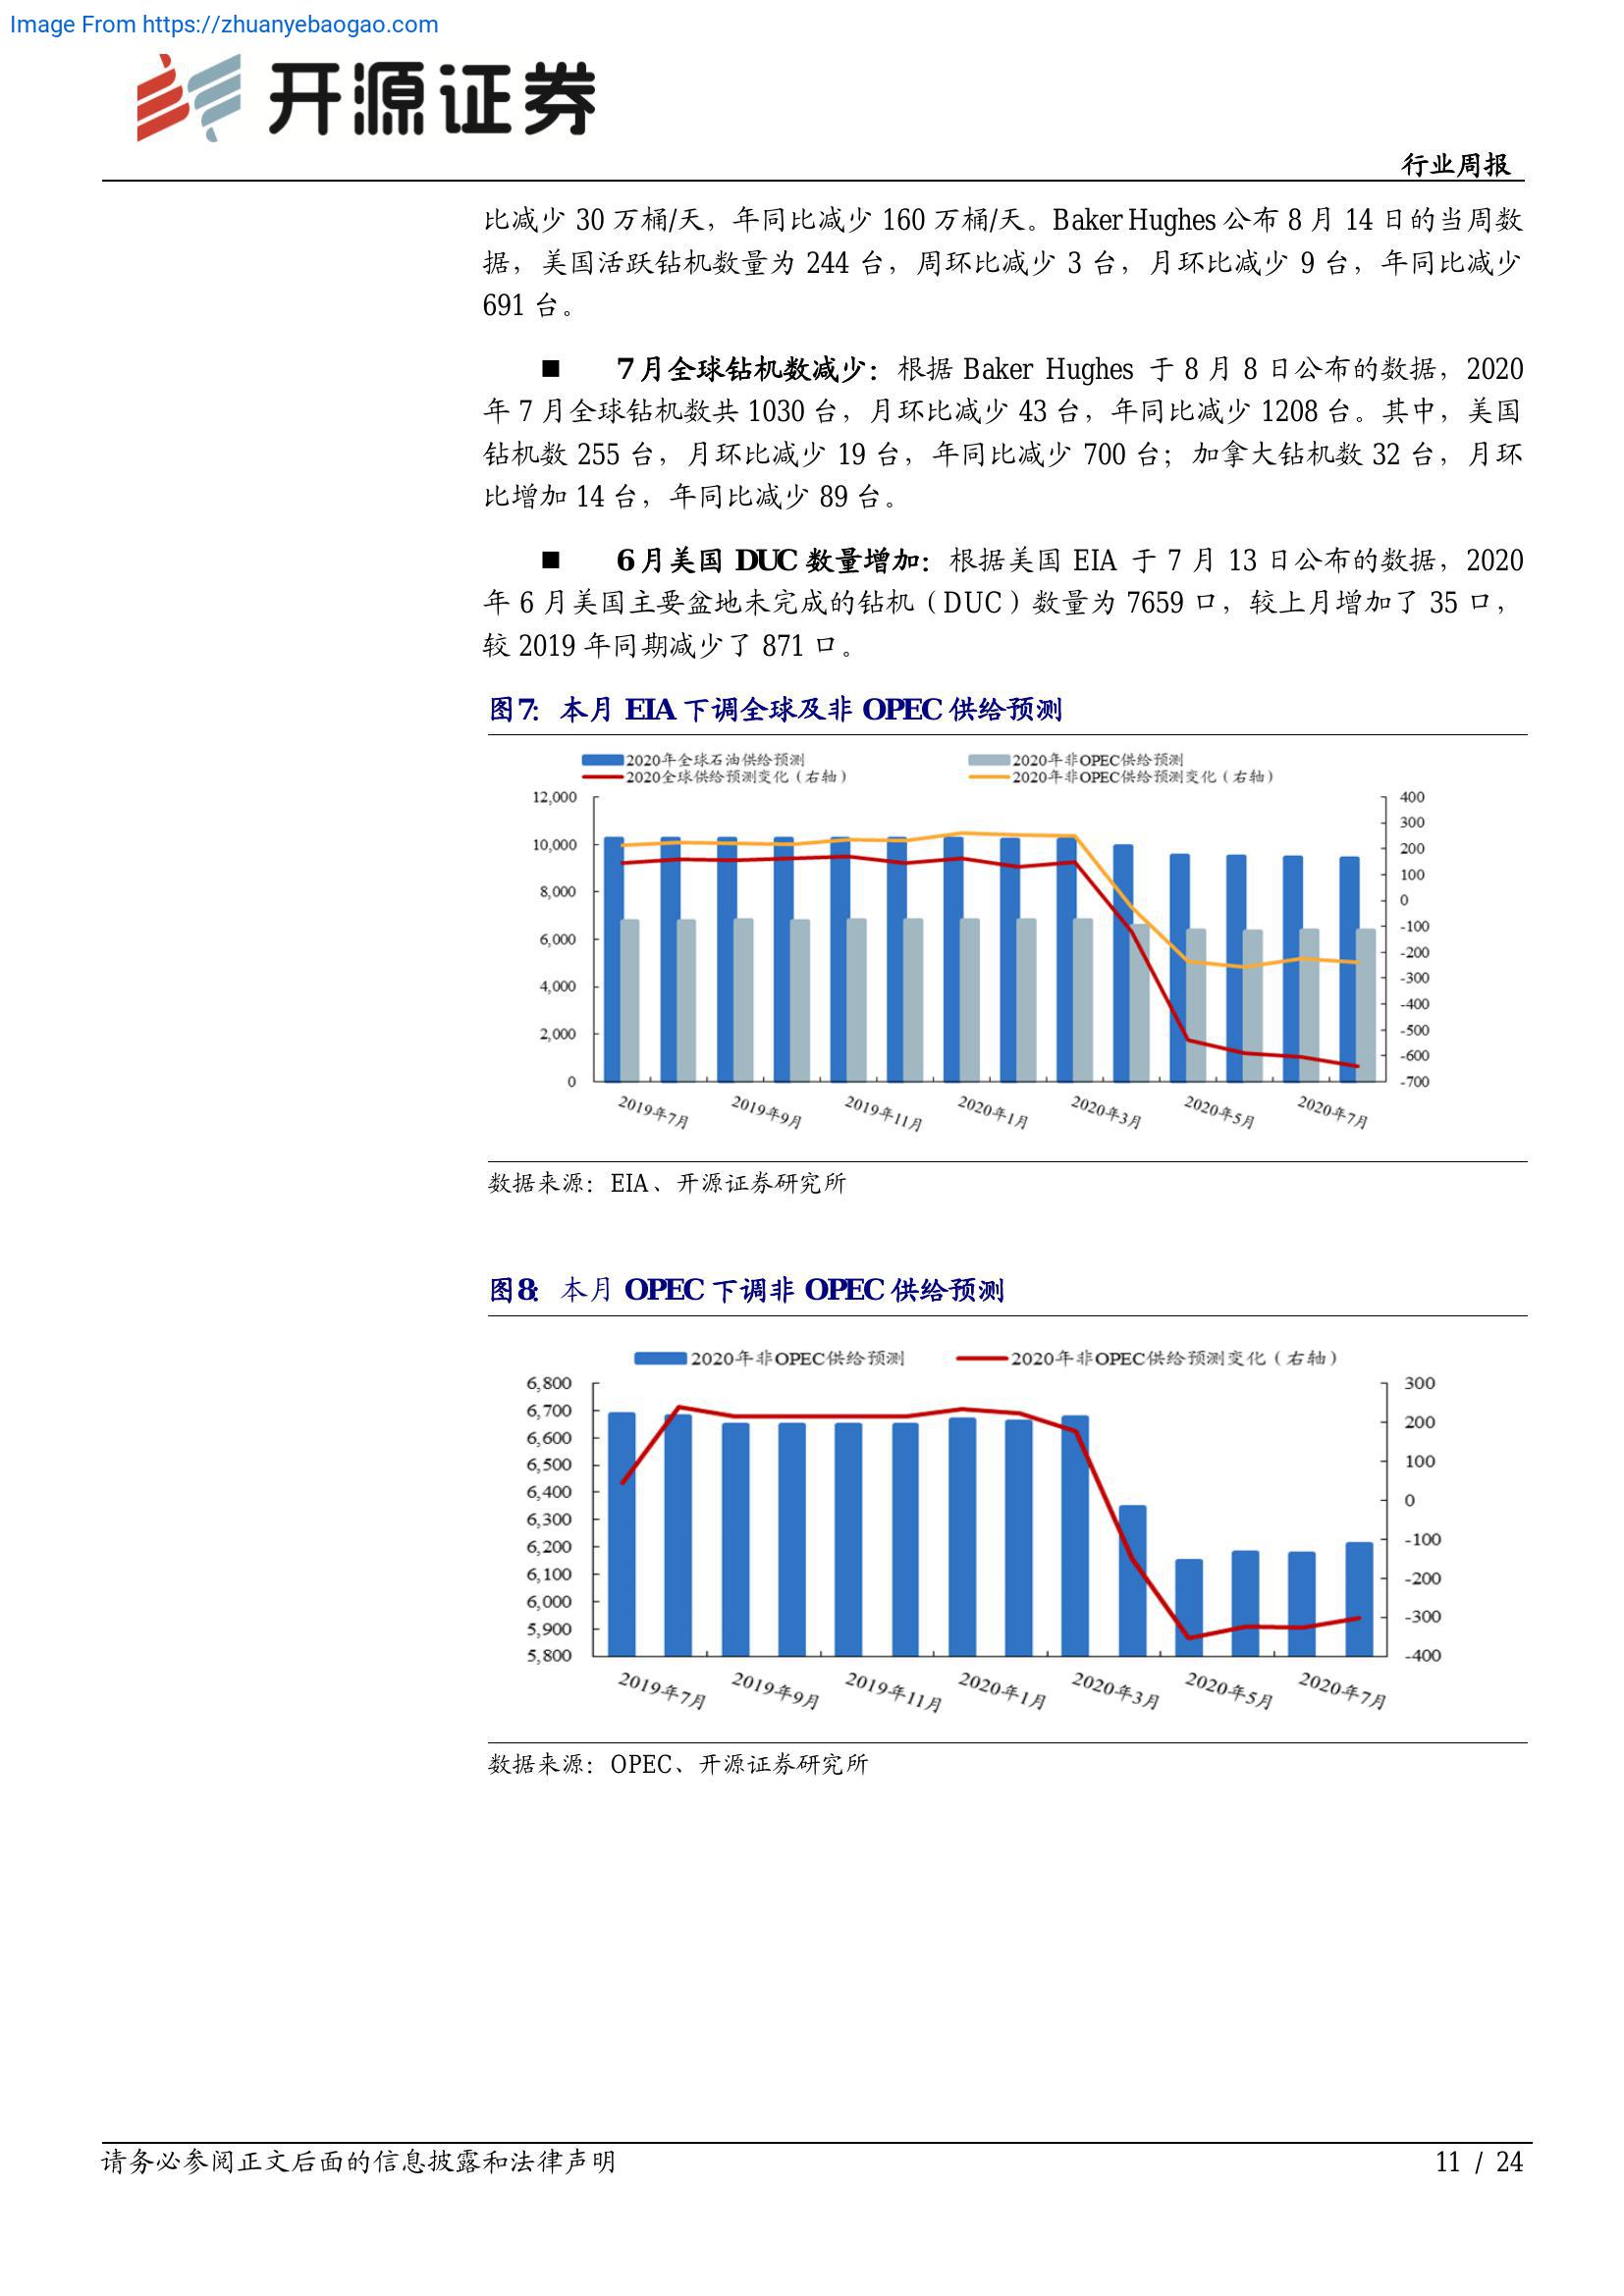 Image From https://zhuanyebaogao.com
开源证券
行业周报
比减少 30 万桶/天，年同比减少 160 万桶/天。Baker Hughes 公布 8 月 14 日的当周数
据，美国活跃钻机数量为 244 台，周环比减少 3 台，月环比减少 9 台，年同比减少
691 台。
■ 7 月全球钻机数减少：根据 Baker Hughes 于 8 月 8 日公布的数据，2020
年 7 月全球钻机数共 1030 台，月环比减少 43 台，年同比减少 1208 台。其中，美国
钻机数 255 台，月环比减少 19 台，年同比减少 700 台；加拿大钻机数 32 台，月环
比增加 14 台，年同比减少 89 台。
■ 6 月美国 DUC 数量增加：根据美国 EIA 于 7 月 13 日公布的数据，2020
年 6 月美国主要盆地未完成的钻机（DUC）数量为 7659 口，较上月增加了 35 口，
较 2019 年同期减少了 871 口。
图7：本月 EIA 下调全球及非 OPEC 供给预测
2020年全球石油供给预测 2020年非OPEC供给预测
2020全球供给预测变化（右轴） 2020年非OPEC供给预测变化（右轴）
12,000 400
300
10,000 200
100
8,000
0
6,000 -100
-200
-300
4,000
-400
2,000 -500
-600
0 -700
2019年7月 2019年9月 2019年11月 2020年1月 2020年3月 2020年5月 2020年7月
数据来源：EIA、开源证券研究所
图8：本月 OPEC 下调非 OPEC 供给预测
2020年非OPEC供给预测 2020年非OPEC供给预测变化（右轴）
6,800 300
6,700
6,600 200
6,500 100
6,400
6,300 0
6,200 -100
6,100 -200
6,000
5,900 -300
5,800 -400
2019年7月 2019年9月 2019年11月 2020年1月 2020年3月 2020年5月 2020年7月
数据来源：OPEC、开源证券研究所
请务必参阅正文后面的信息披露和法律声明 11 / 24